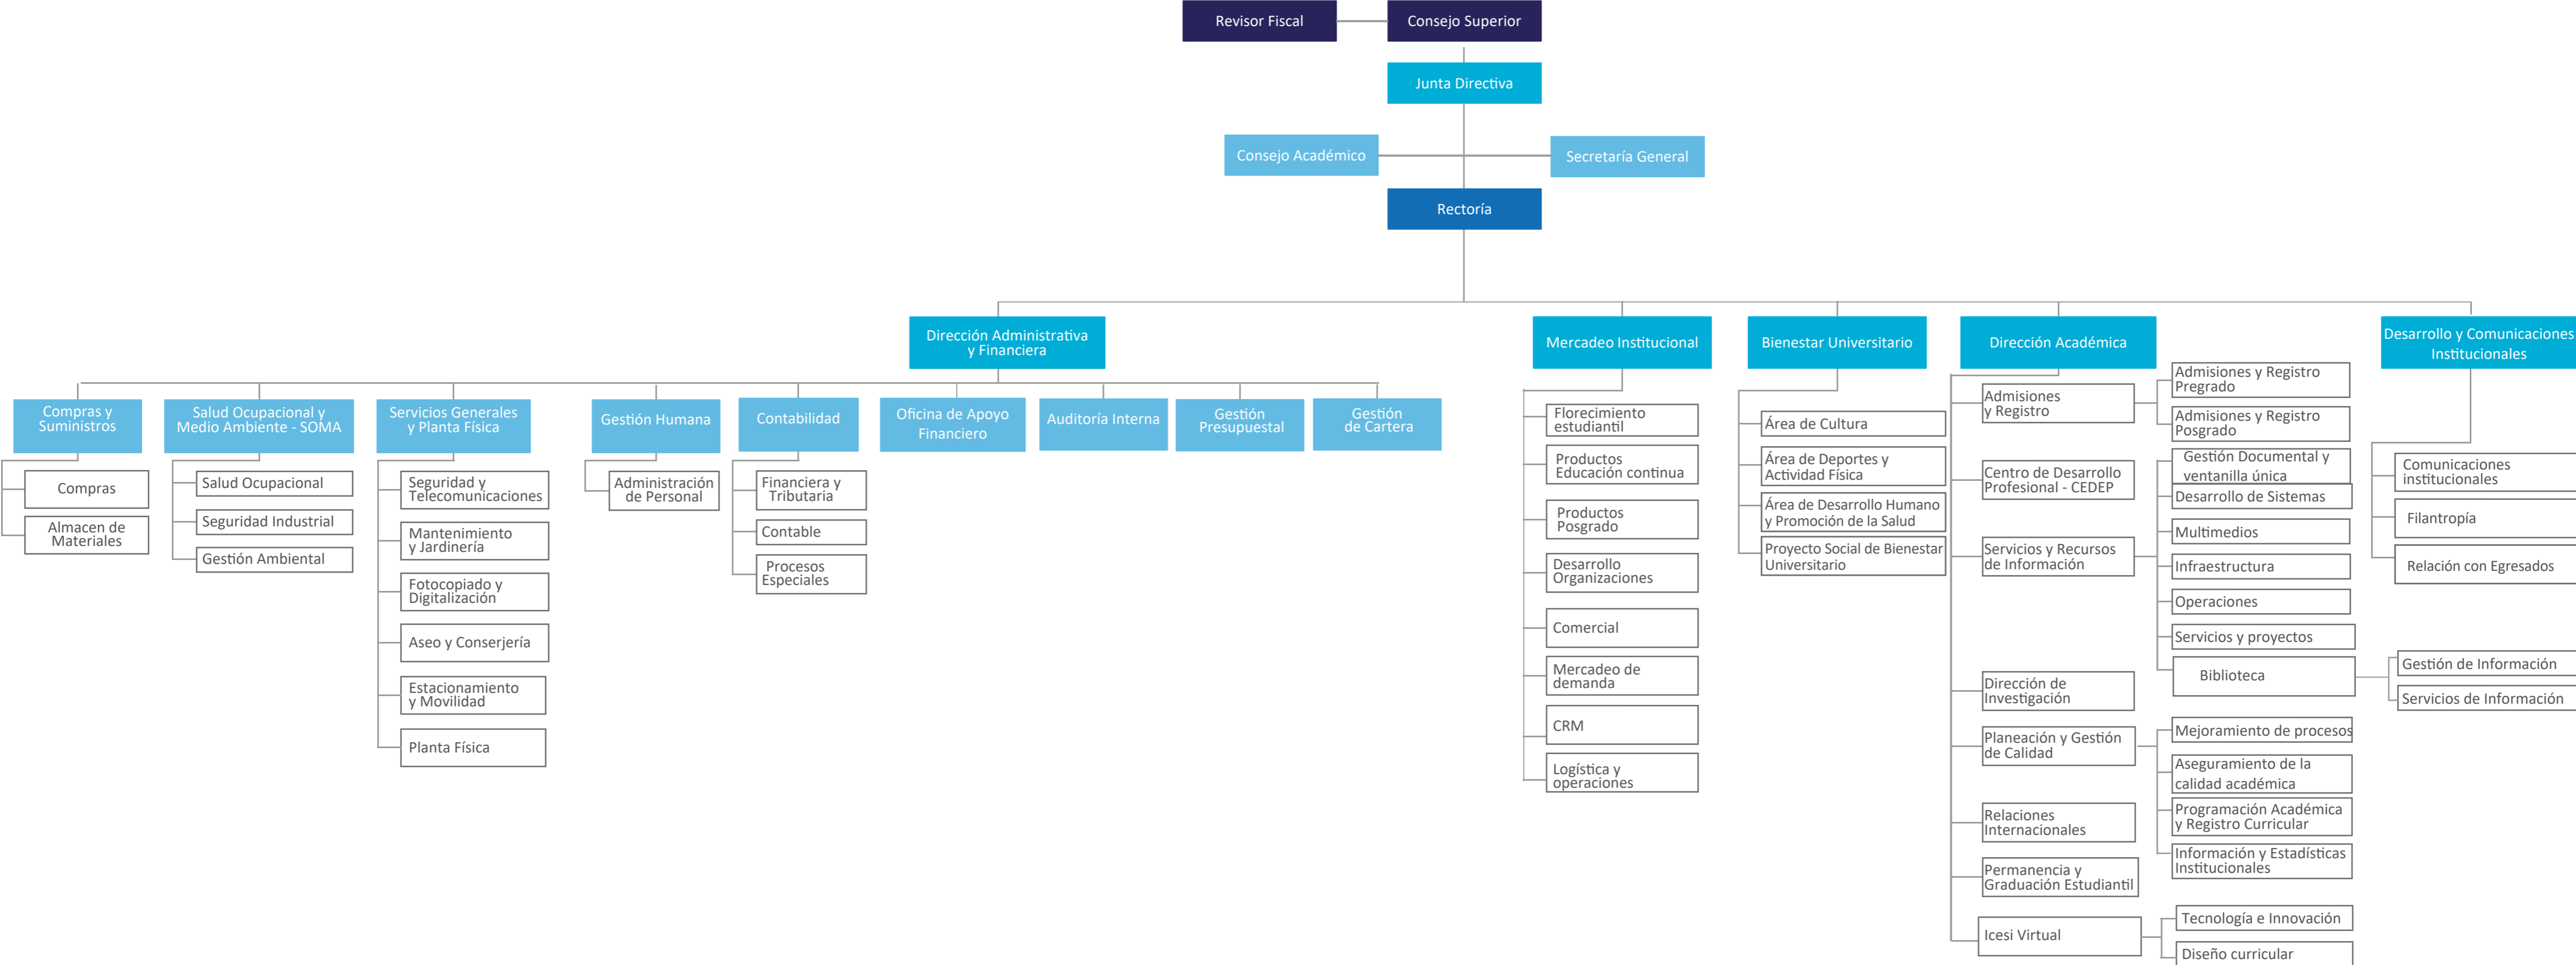 Revisor Fiscal
Consejo Superior
Junta Directiva
Consejo Académico
Secretaría General
Rectoría
Dirección Administrativa
y Financiera
Mercadeo Institucional
Bienestar Universitario
Dirección Académica
Desarrollo y Comunicaciones
Institucionales
Compras y
Suministros
Salud Ocupacional y
Medio Ambiente - SOMA
Servicios Generales
y Planta Física
Gestión Humana
Contabilidad
Oficina de Apoyo
Financiero
Auditoría Interna
Gestión
Presupuestal
Gestión
de Cartera
Compras
Almacen de
Materiales
Salud Ocupacional
Seguridad Industrial
Gestión Ambiental
Seguridad y
Telecomunicaciones
Mantenimiento
y Jardinería
Fotocopiado y
Digitalización
Aseo y Conserjería
Estacionamiento
y Movilidad
Planta Física
Administración
de Personal
Financiera y
Tributaria
Contable
Procesos
Especiales
Florecimiento
estudiantil
Productos
Educación continua
Productos
Posgrado
Desarrollo
Organizaciones
Comercial
Mercadeo de
demanda
CRM
Logística y
operaciones
Área de Cultura
Área de Deportes y
Actividad Física
Área de Desarrollo Humano
y Promoción de la Salud
Proyecto Social de Bienestar
Universitario
Admisiones
y Registro
Admisiones y Registro
Pregrado
Admisiones y Registro
Posgrado
Centro de Desarrollo
Profesional - CEDEP
Servicios y Recursos
de Información
Gestión Documental y
ventanilla única
Desarrollo de Sistemas
Multimedios
Infraestructura
Operaciones
Servicios y proyectos
Biblioteca
Gestión de Información
Servicios de Información
Dirección de
Investigación
Planeación y Gestión
de Calidad
Mejoramiento de procesos
Aseguramiento de la
calidad académica
Programación Académica
y Registro Curricular
Información y Estadísticas
Institucionales
Relaciones
Internacionales
Permanencia y
Graduación Estudiantil
Icesi Virtual
Tecnología e Innovación
Diseño curricular
Comunicaciones
institucionales
Filantropía
Relación con Egresados